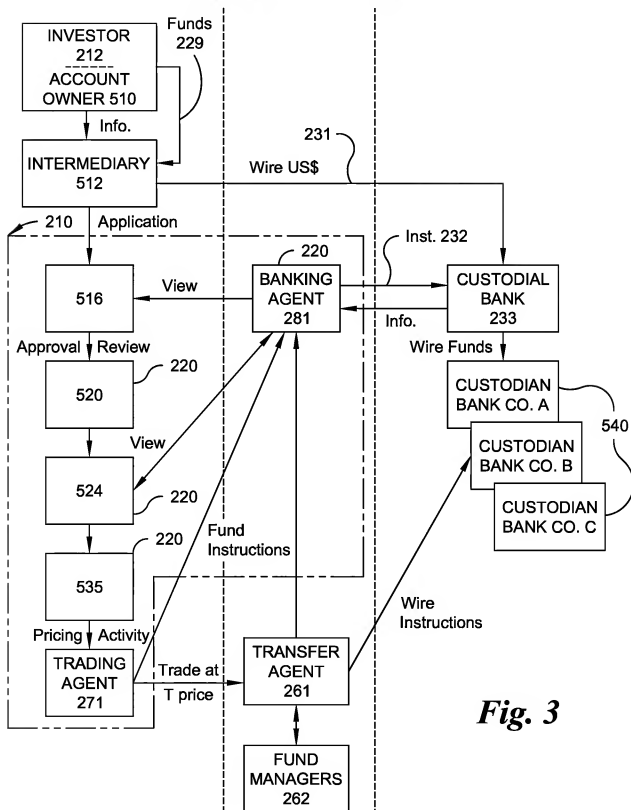 INVESTOR
212
ACCOUNT
OWNER 510
Funds
229
Info.
INTERMEDIARY
512
231
Wire US$
210
Application
516
View
220
BANKING
AGENT
281
Inst. 232
Info.
CUSTODIAL
BANK
233
Approval Review
Wire Funds
520
220
CUSTODIAN
BANK CO. A
CUSTODIAN
BANK CO. B
CUSTODIAN
BANK CO. C
540
View
524
220
Fund
Instructions
220
535
Wire
Instructions
Pricing Activity
TRADING
AGENT
271
Trade at
T price
TRANSFER
AGENT
261
FUND
MANAGERS
262
Fig. 3